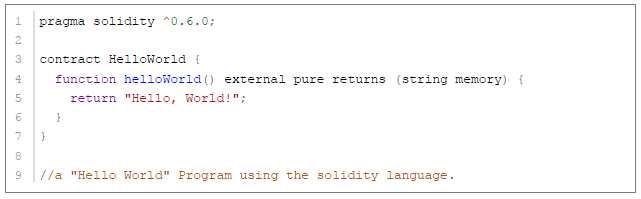 1 pragma solidity ^0.6.0;
2
3 contract HelloWorld {
4   function helloWorld() external pure returns (string memory) {
5     return "Hello, World!";
6   }
7 }
8
9 //a "Hello World" Program using the solidity language.